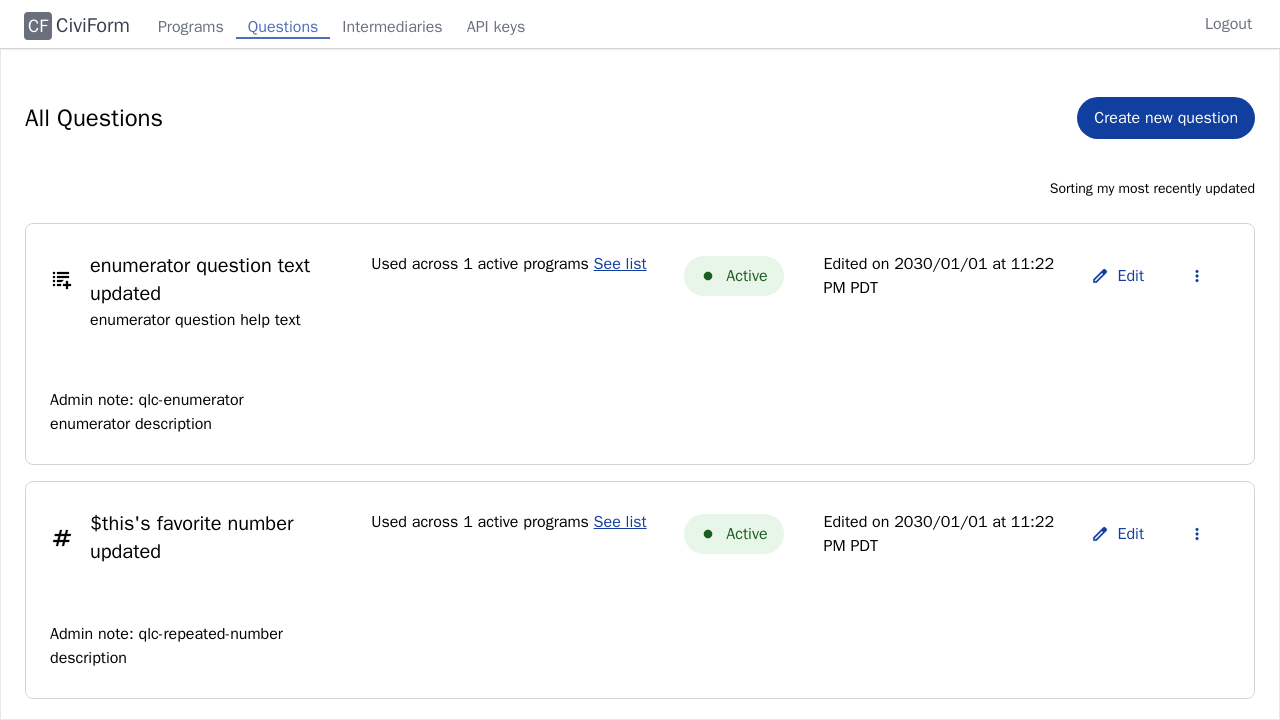 CF CiviForm Programs Questions Intermediaries API keys Logout
All Questions Create new question
Sorting my most recently updated
enumerator question text updated
enumerator question help text
Used across 1 active programs See list
Active
Edited on 2030/01/01 at 11:22
PM PDT
Edit
Admin note: qlc-enumerator
enumerator description
$this's favorite number
updated
Used across 1 active programs See list
Active
Edited on 2030/01/01 at 11:22
PM PDT
Edit
Admin note: qlc-repeated-number
description